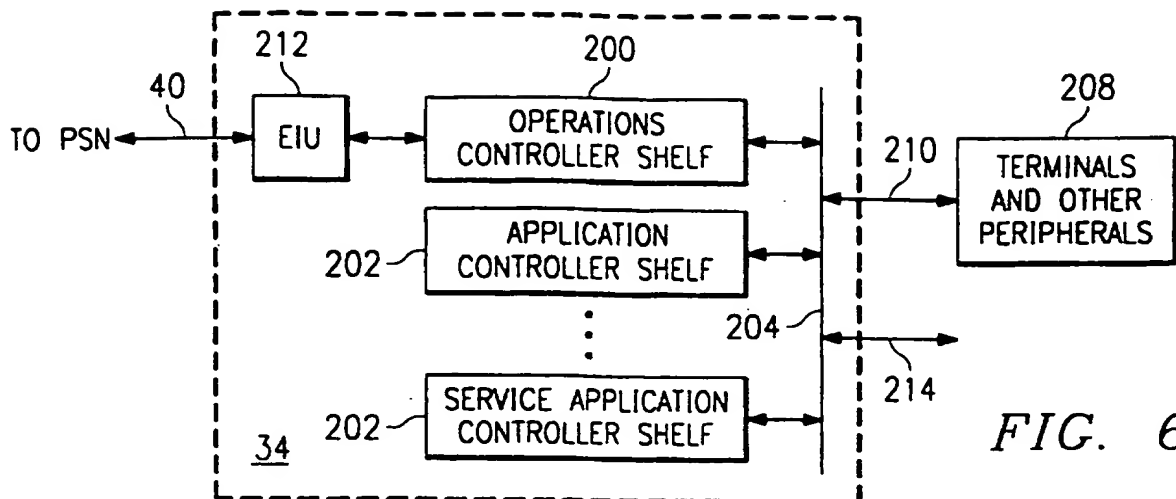 212
200
208
40
TO PSN
EIU
OPERATIONS
CONTROLLER SHELF
210
TERMINALS
AND OTHER
PERIPHERALS
202
APPLICATION
CONTROLLER SHELF
204
214
202
SERVICE APPLICATION
CONTROLLER SHELF
34
FIG. 6